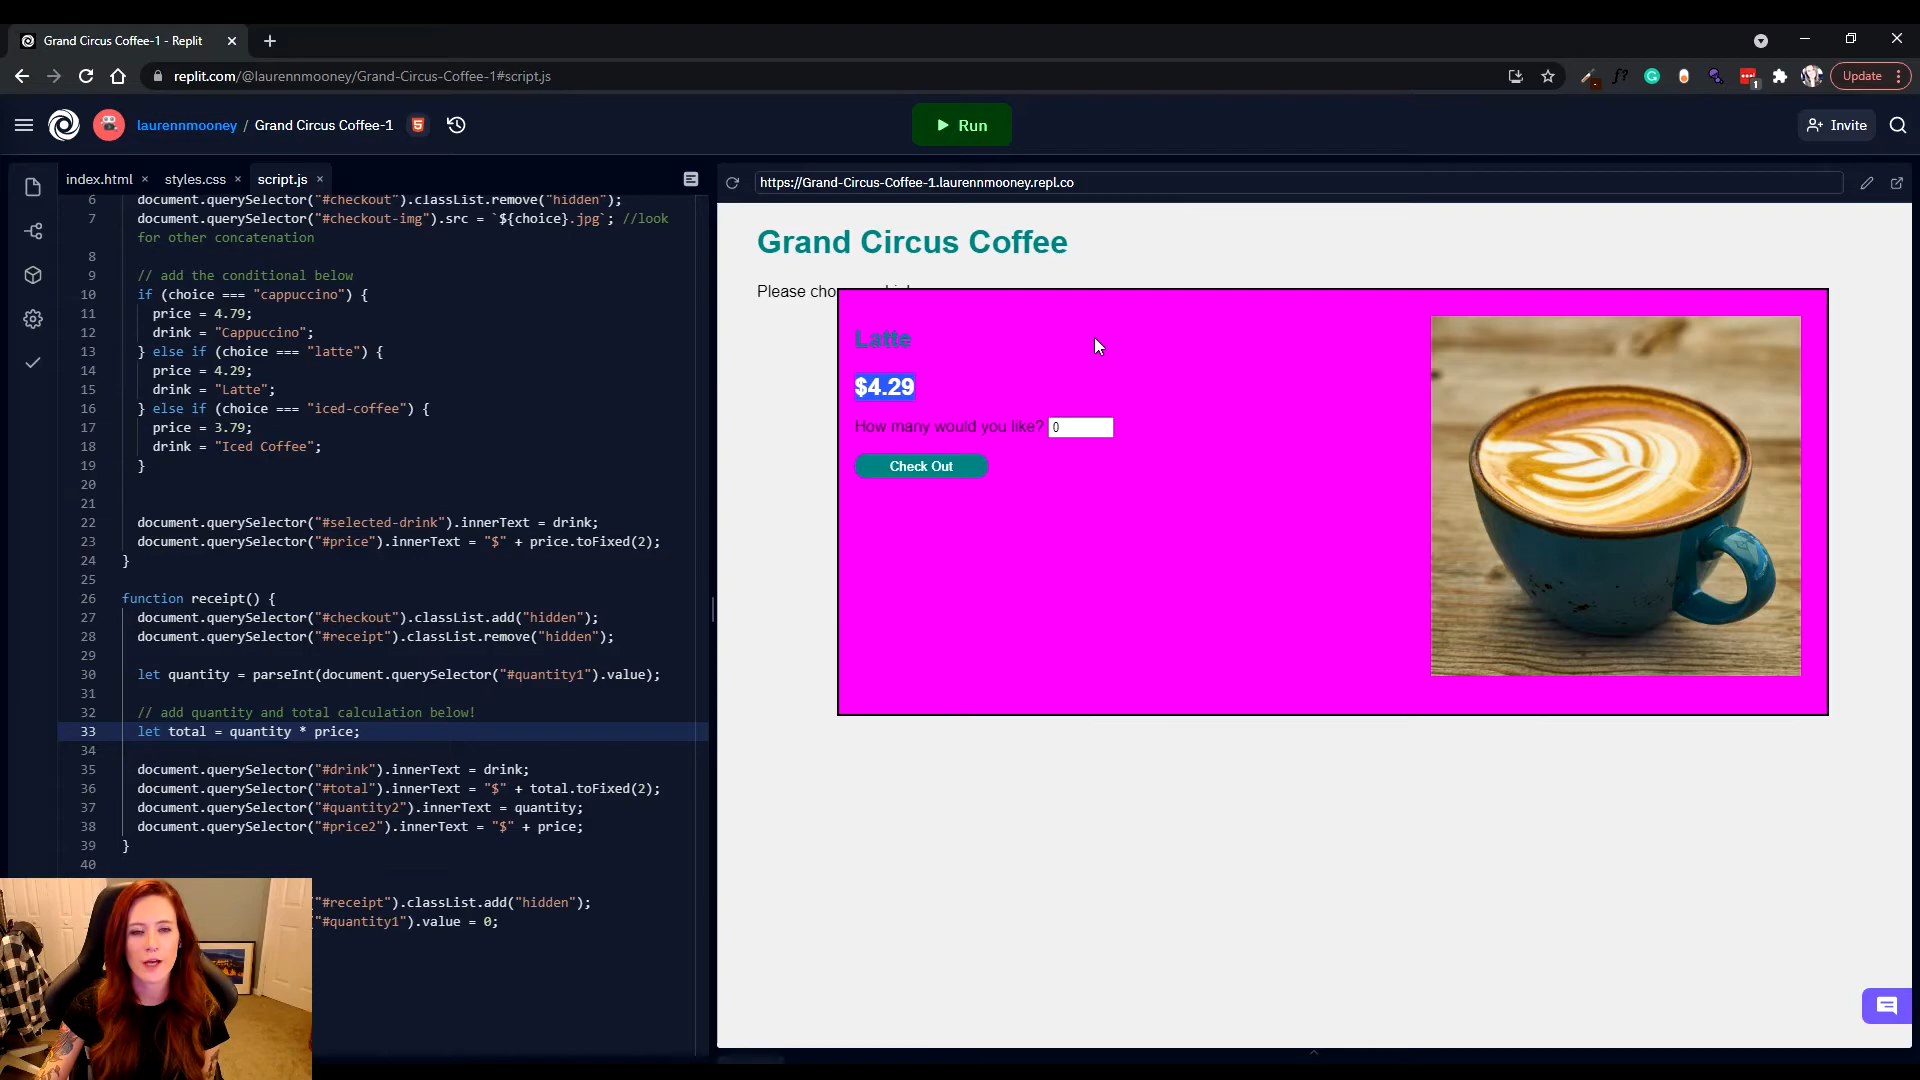 Grand Circus Coffee-1 - Replit
replit.com/@laurennmooney/Grand-Circus-Coffee-1#script.js
f?
1
Update
laurennmooney / Grand Circus Coffee-1
5
Run
Invite
index.html
styles.css
script.js
6 document.querySelector("#checkout").classList.remove("hidden");
7 document.querySelector("#checkout-img").src = `${choice}.jpg`; //look
for other concatenation
8
9 // add the conditional below
10 if (choice === "cappuccino") {
11 price = 4.79;
12 drink = "Cappuccino";
13 } else if (choice === "latte") {
14 price = 4.29;
15 drink = "Latte";
16 } else if (choice === "iced-coffee") {
17 price = 3.79;
18 drink = "Iced Coffee";
19 }
20
21
22 document.querySelector("#selected-drink").innerText = drink;
23 document.querySelector("#price").innerText = "$" + price.toFixed(2);
24 }
25
26 function receipt() {
27 document.querySelector("#checkout").classList.add("hidden");
28 document.querySelector("#receipt").classList.remove("hidden");
29
30 let quantity = parseInt(document.querySelector("#quantity1").value);
31
32 // add quantity and total calculation below!
33 let total = quantity * price;
34
35 document.querySelector("#drink").innerText = drink;
36 document.querySelector("#total").innerText = "$" + total.toFixed(2);
37 document.querySelector("#quantity2").innerText = quantity;
38 document.querySelector("#price2").innerText = "$" + price;
39 }
40
"#receipt").classList.add("hidden");
"#quantity1").value = 0;
https://Grand-Circus-Coffee-1.laurennmooney.repl.co
Grand Circus Coffee
Please cho
Latte
$4.29
How many would you like? 0
Check Out